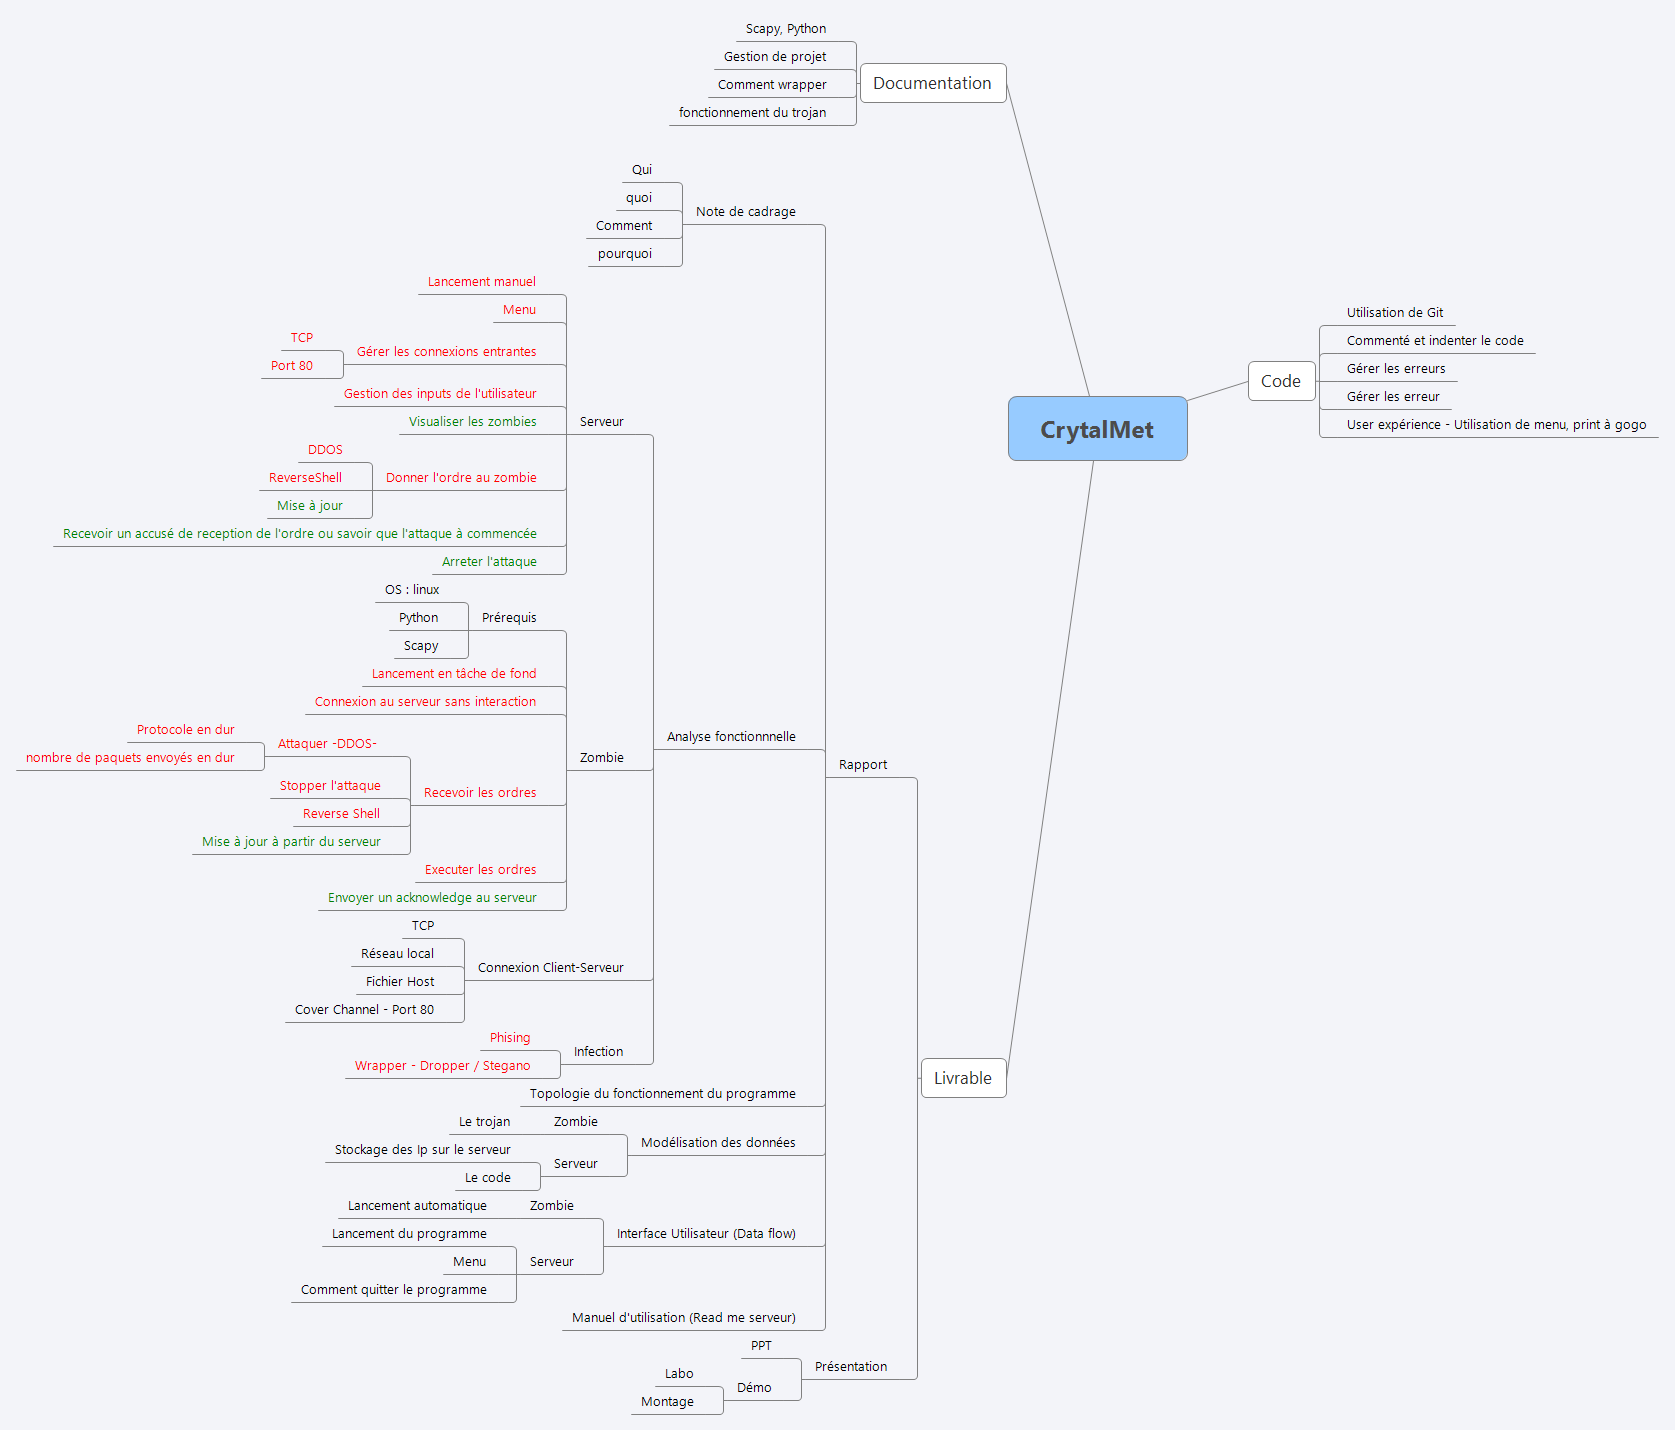 Scapy, Python
Gestion de projet
Comment wrapper
fonctionnement du trojan
Documentation
Qui
quoi
Comment
pourquoi
Note de cadrage
Lancement manuel
Menu
TCP
Port 80
Gérer les connexions entrantes
Gestion des inputs de l'utilisateur
Visualiser les zombies
Serveur
DDOS
ReverseShell
Mise à jour
Donner l'ordre au zombie
Recevoir un accusé de reception de l'ordre ou savoir que l'attaque à commencée
Arreter l'attaque
OS : linux
Python
Scapy
Prérequis
Lancement en tâche de fond
Connexion au serveur sans interaction
Protocole en dur
nombre de paquets envoyés en dur
Attaquer -DDOS-
Stopper l'attaque
Reverse Shell
Mise à jour à partir du serveur
Recevoir les ordres
Zombie
Executer les ordres
Envoyer un acknowledge au serveur
Analyse fonctionnnelle
TCP
Réseau local
Fichier Host
Cover Channel - Port 80
Connexion Client-Serveur
Phising
Wrapper - Dropper / Stegano
Infection
Rapport
Topologie du fonctionnement du programme
Le trojan
Zombie
Stockage des Ip sur le serveur
Le code
Serveur
Modélisation des données
Lancement automatique
Zombie
Lancement du programme
Menu
Comment quitter le programme
Serveur
Interface Utilisateur (Data flow)
Manuel d'utilisation (Read me serveur)
PPT
Labo
Montage
Démo
Présentation
Livrable
CrytalMet
Code
Utilisation de Git
Commenté et indenter le code
Gérer les erreurs
Gérer les erreur
User expérience - Utilisation de menu, print à gogo